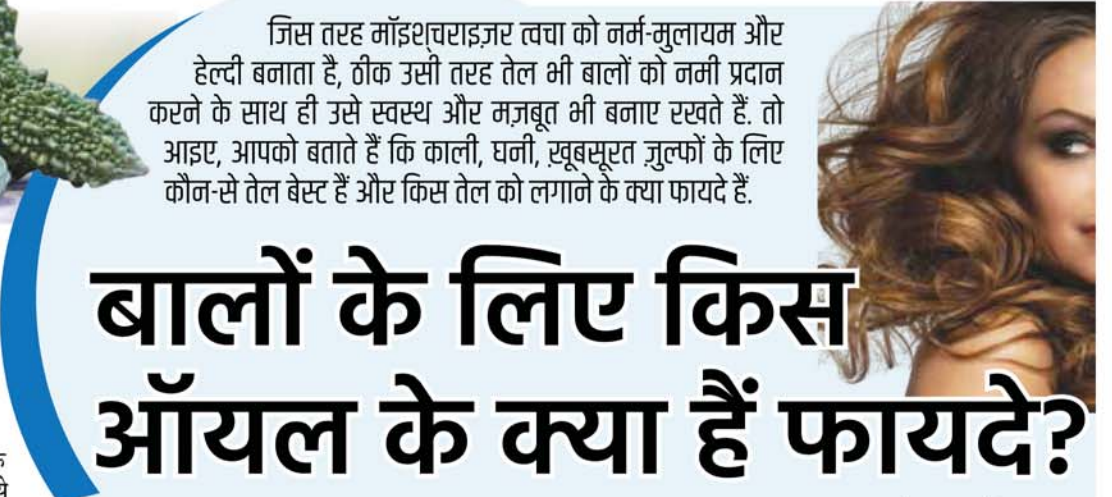 जिस तरह मॉइश्चराइज़र त्वचा को नर्म-मुलायम और
हेल्दी बनाता है, ठीक उसी तरह तेल भी बालों को नमी प्रदान
करने के साथ ही उसे स्वस्थ और मज़बूत भी बनाए रखते हैं. तो
आइए, आपको बताते हैं कि काली, घनी, ख़ूबसूरत ज़ुल्फों के लिए
कौन-से तेल बेस्ट हैं और किस तेल को लगाने के क्या फायदे हैं.
बालों के लिए किस
ऑयल के क्या हैं फायदे?